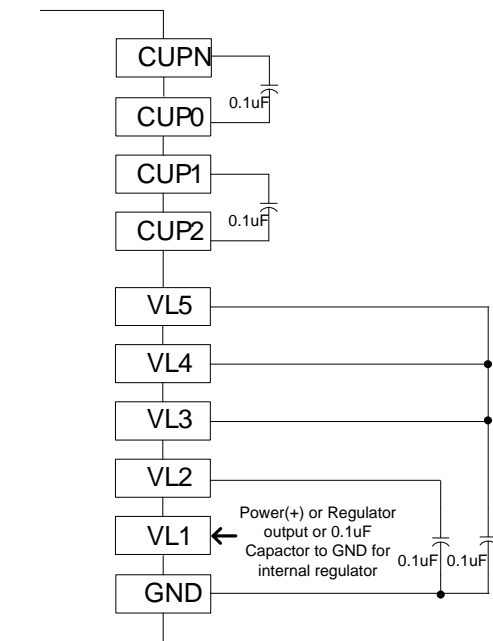 CUPN
0.1uF
CUP0
CUP1
0.1uF
CUP2
VL5
VL4
VL3
VL2
VL1
Power(+) or Regulator
output or 0.1uF
Capactor to GND for
internal regulator
0.1uF 0.1uF
GND